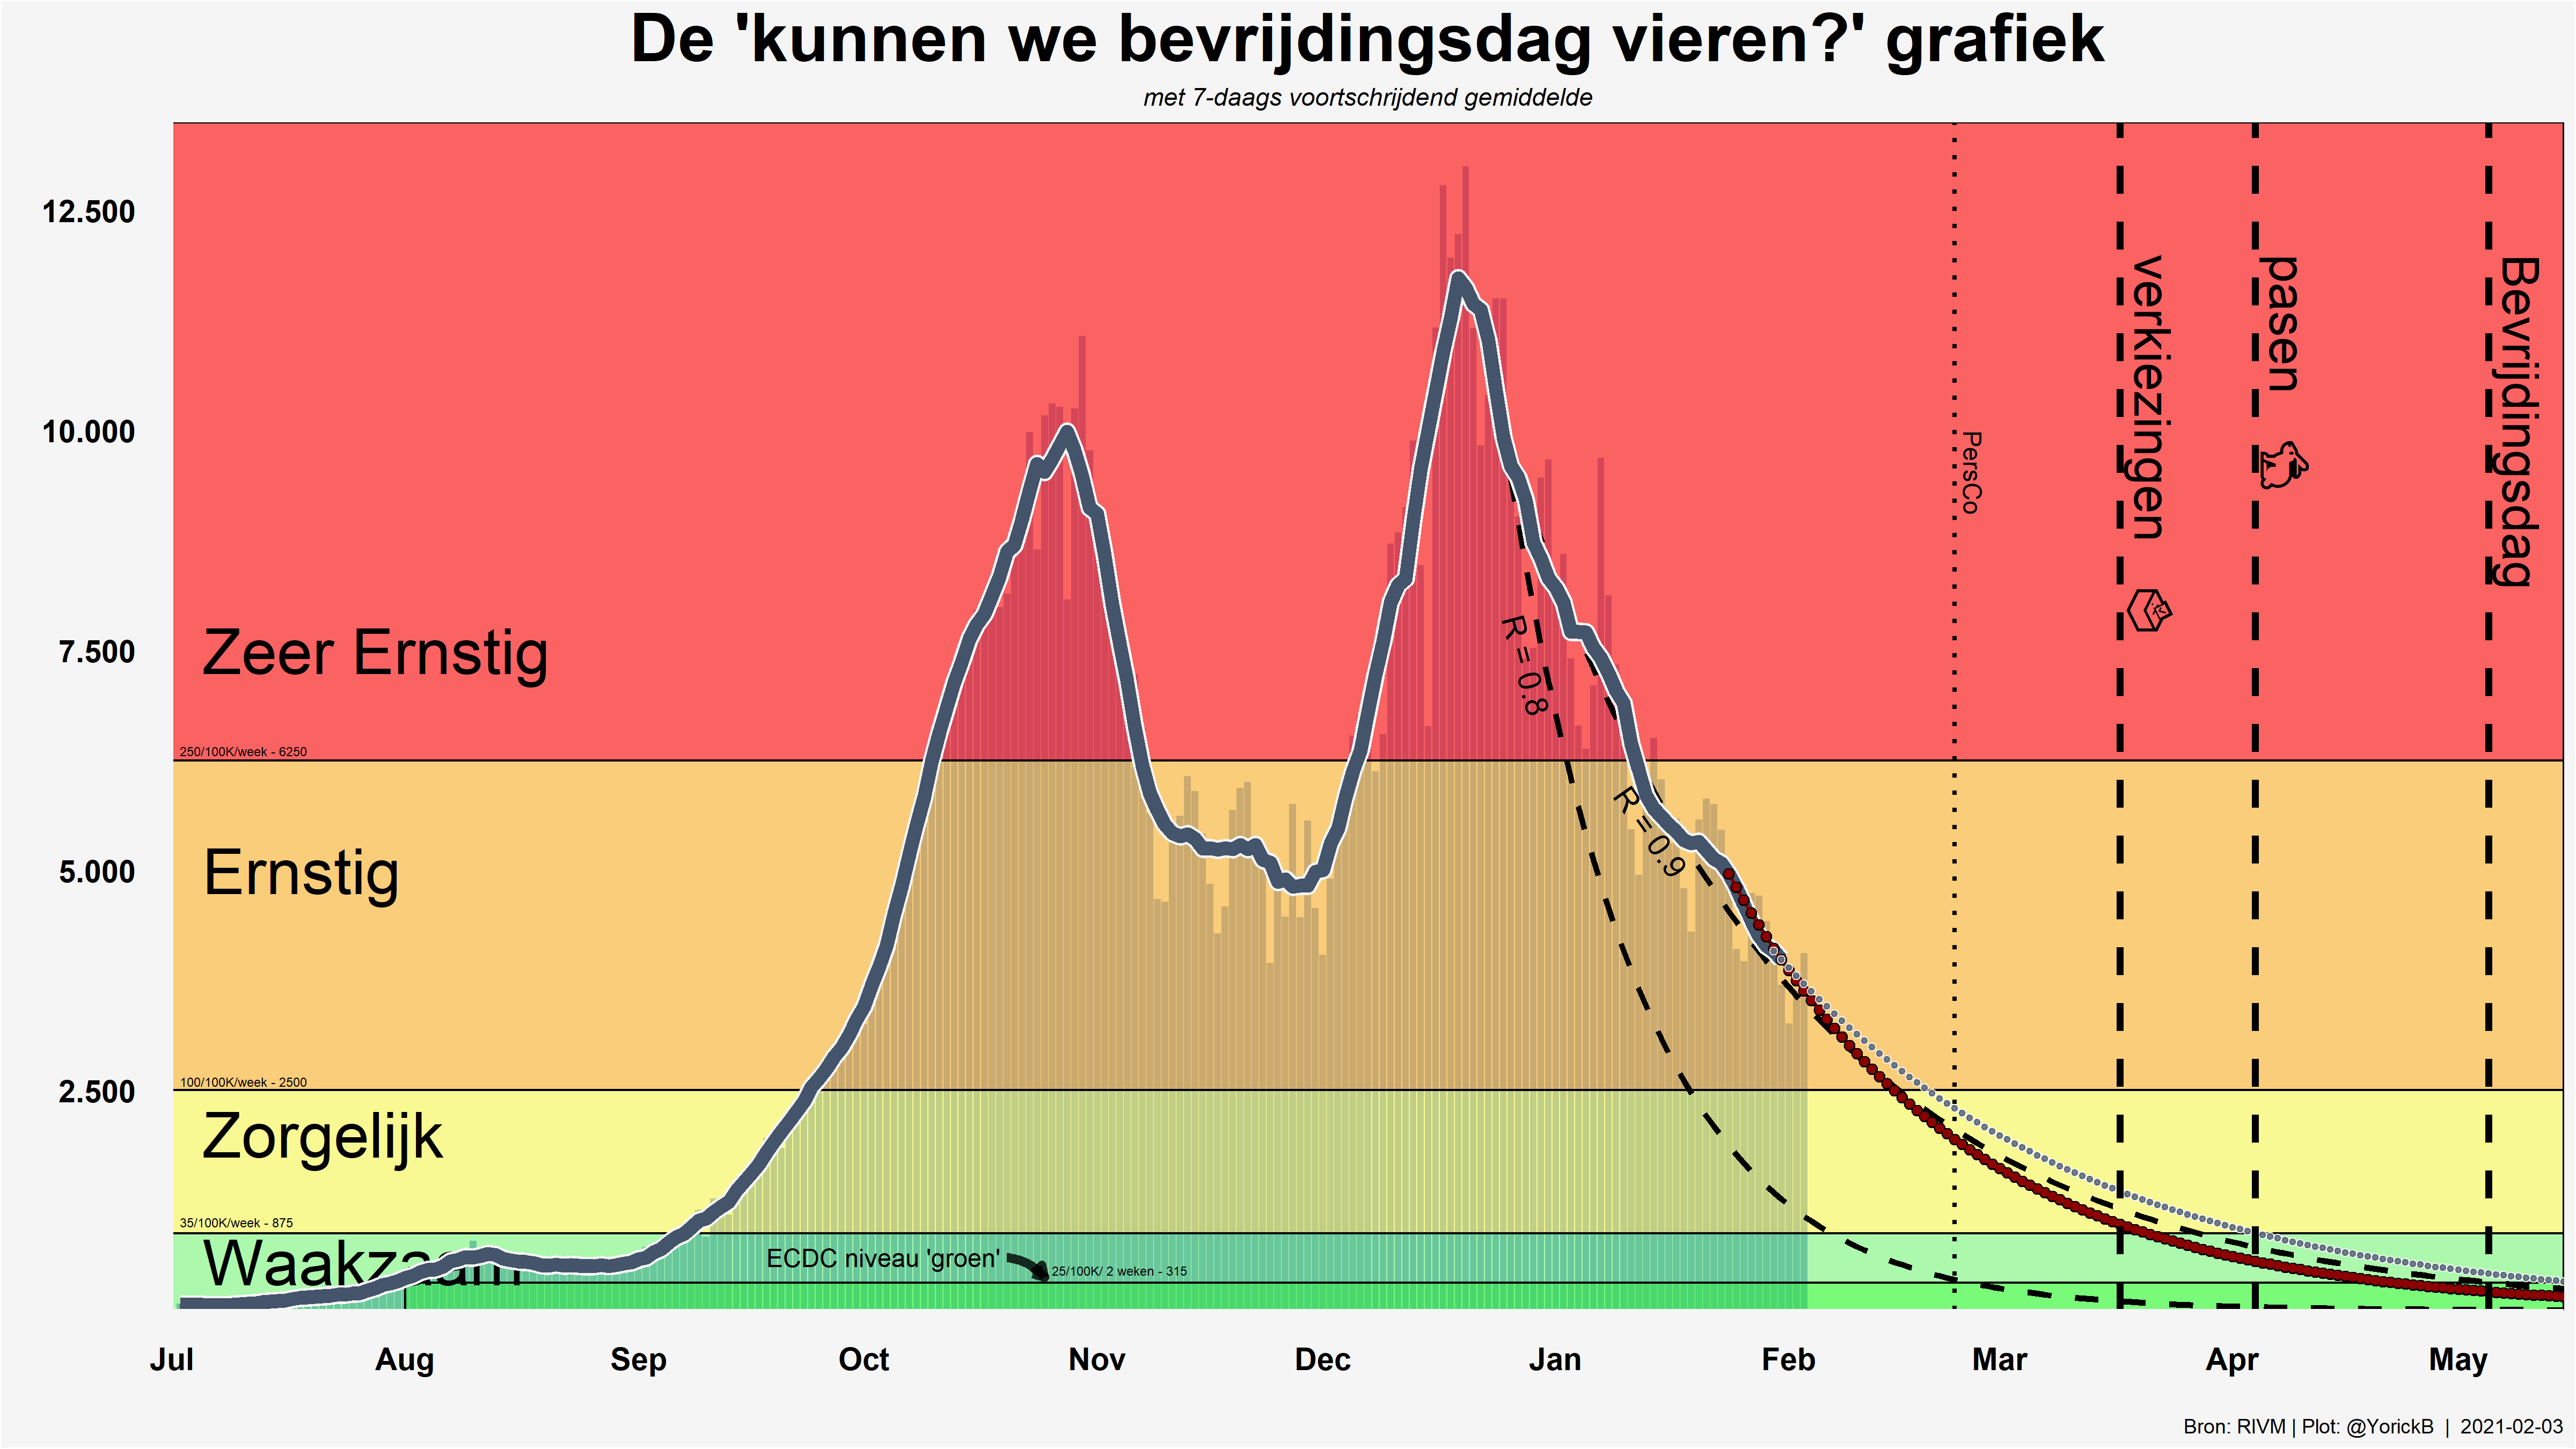 De 'kunnen we bevrijdingsdag vieren?' grafiek
met 7-daags voortschrijdend gemiddelde
12.500
10.000
7.500
5.000
2.500
Zeer Ernstig
250/100K/week - 6250
Ernstig
100/100K/week - 2500
Zorgelijk
35/100K/week - 875
Waakzaam
ECDC niveau 'groen'
25/100K/ 2 weken - 315
R = 0.8
R = 0.9
PersCo
verkiezingen
pasen
Bevrijdingsdag
Jul
Aug
Sep
Oct
Nov
Dec
Jan
Feb
Mar
Apr
May
Bron: RIVM | Plot: @YorickB | 2021-02-03